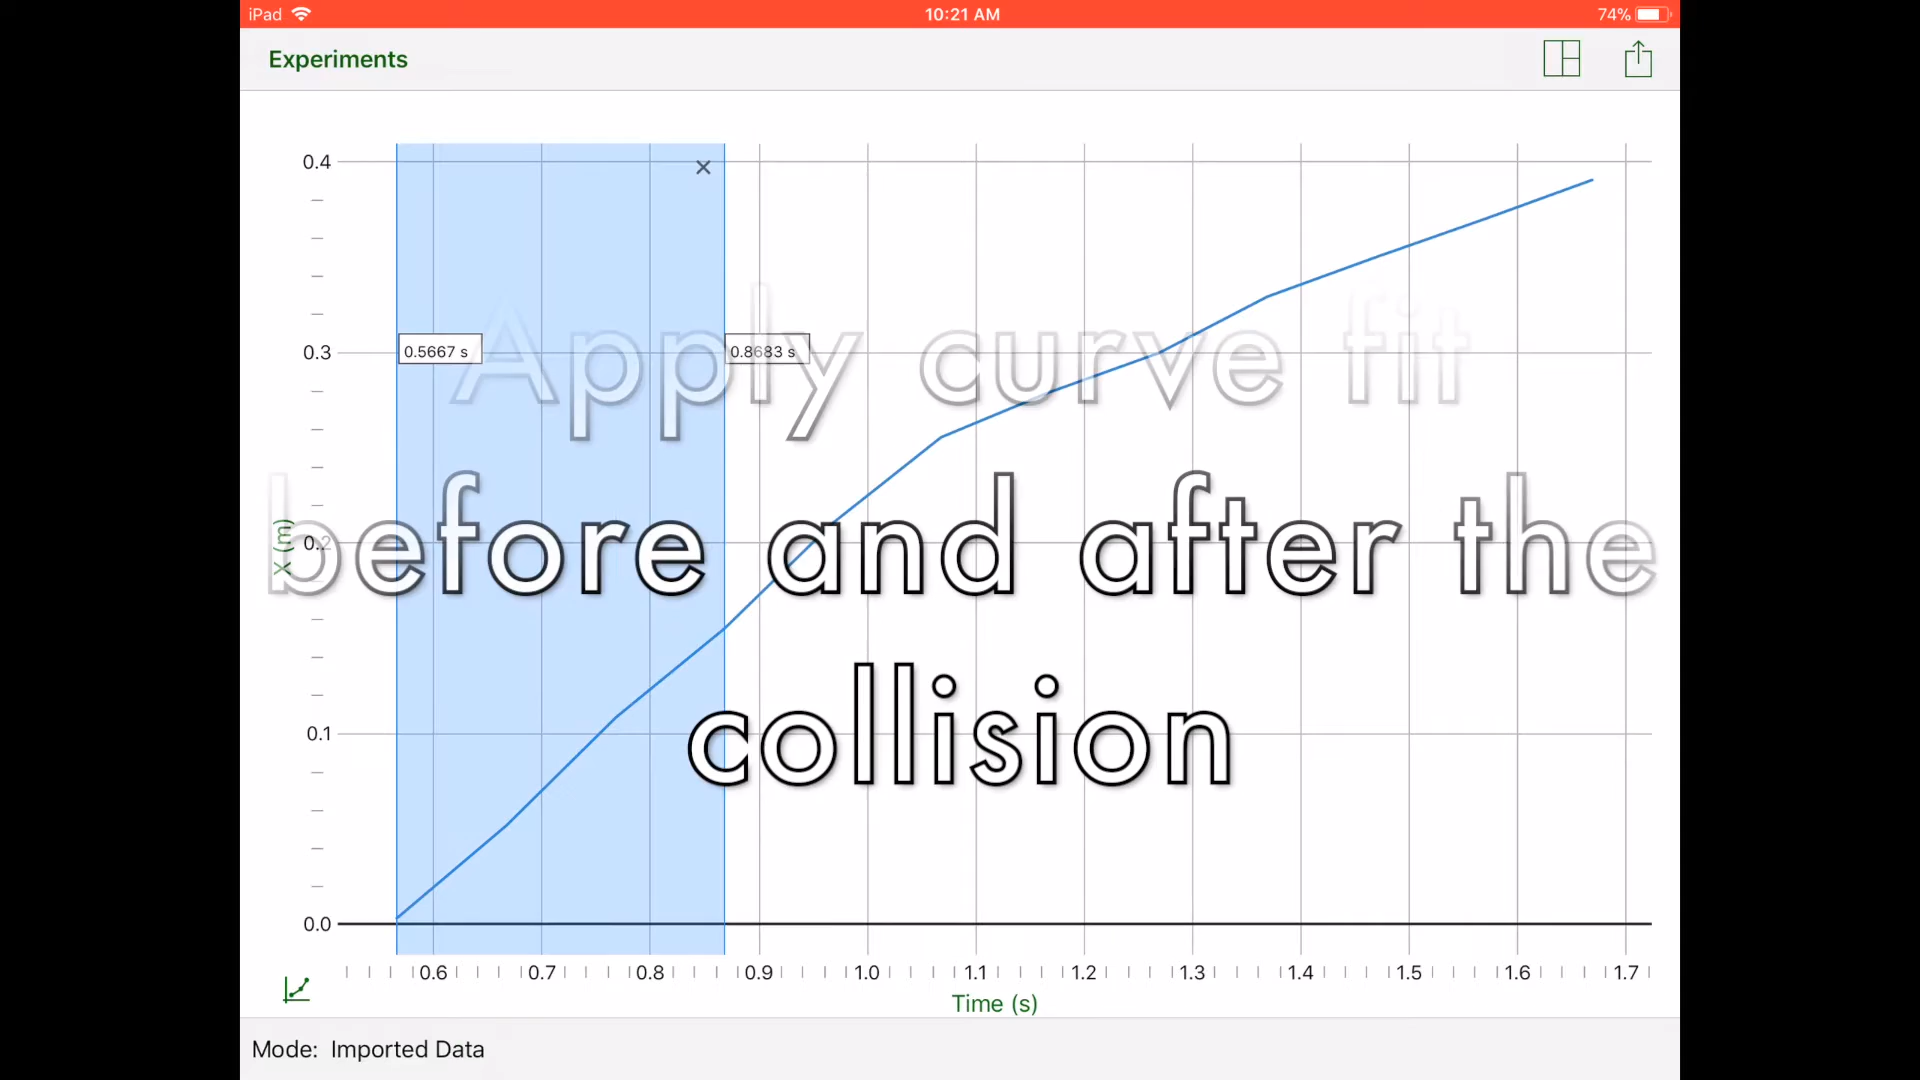 iPad 10:21 AM 74%
Experiments
0.4
0.3
0.2
0.1
0.0
X (m)
0.5667 s
0.8683 s
Apply curve fit
before and after the
collision
0.6 0.7 0.8 0.9 1.0 1.1 1.2 1.3 1.4 1.5 1.6 1.7
Time (s)
Mode: Imported Data